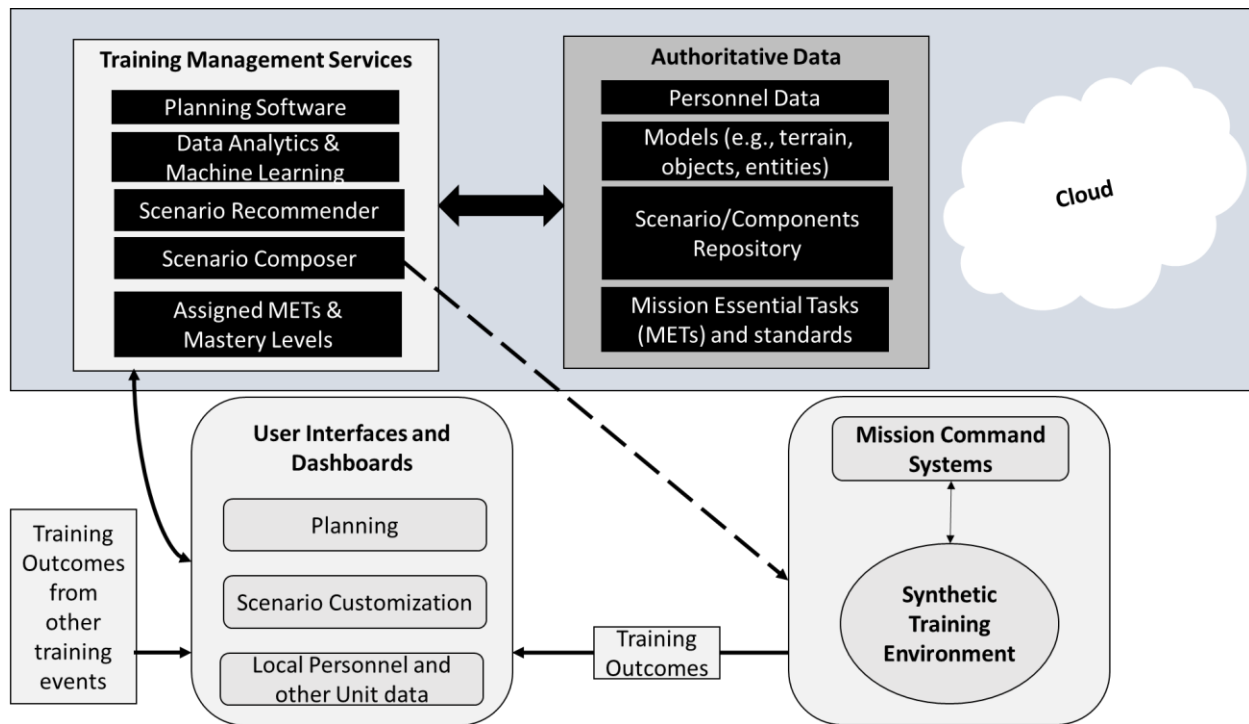 Training Management Services
Planning Software
Data Analytics &
Machine Learning
Scenario Recommender
Scenario Composer
Assigned METs &
Mastery Levels
Authoritative Data
Personnel Data
Models (e.g., terrain,
objects, entities)
Scenario/Components
Repository
Mission Essential Tasks
(METs) and standards
Cloud
User Interfaces and
Dashboards
Planning
Scenario Customization
Local Personnel and
other Unit data
Training
Outcomes
from
other
training
events
Training
Outcomes
Mission Command
Systems
Synthetic
Training
Environment